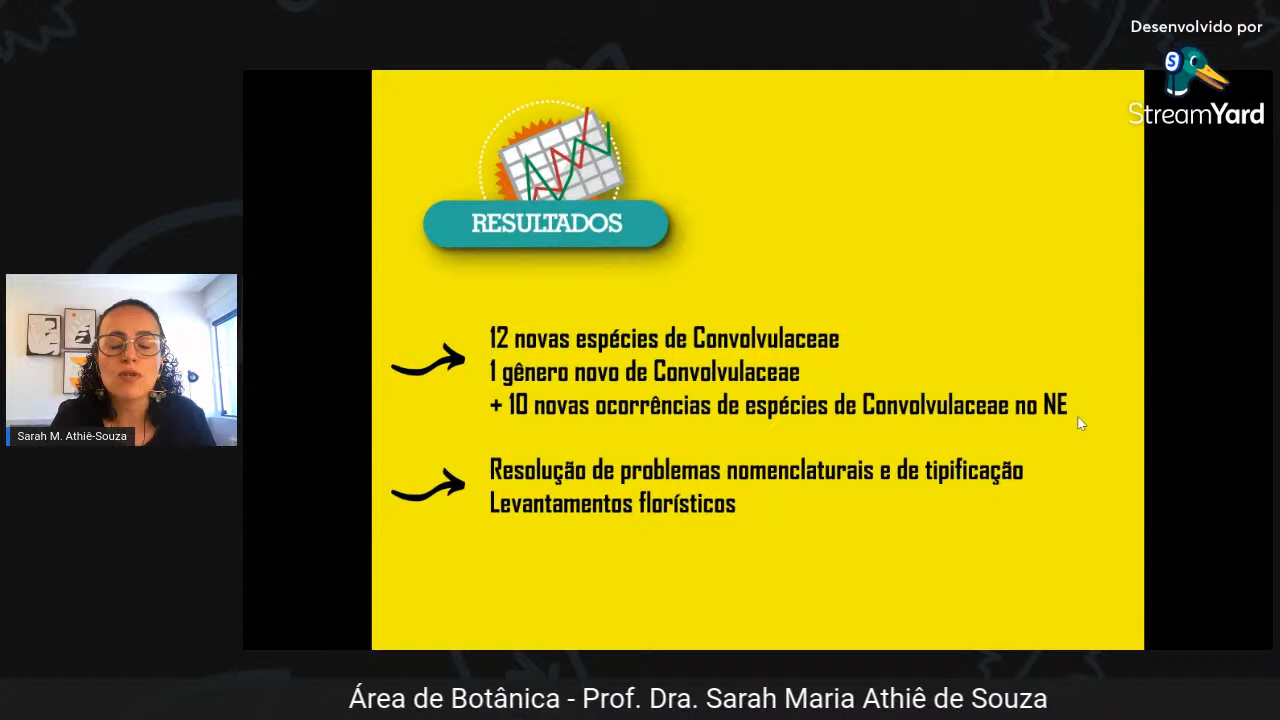 Desenvolvido por
StreamYard
RESULTADOS
12 novas espécies de Convolvulaceae
1 gênero novo de Convolvulaceae
+ 10 novas ocorrências de espécies de Convolvulaceae no NE
Resolução de problemas nomenclaturais e de tipificação
Levantamentos florísticos
Sarah M. Athiê-Souza
Área de Botânica - Prof. Dra. Sarah Maria Athiê de Souza